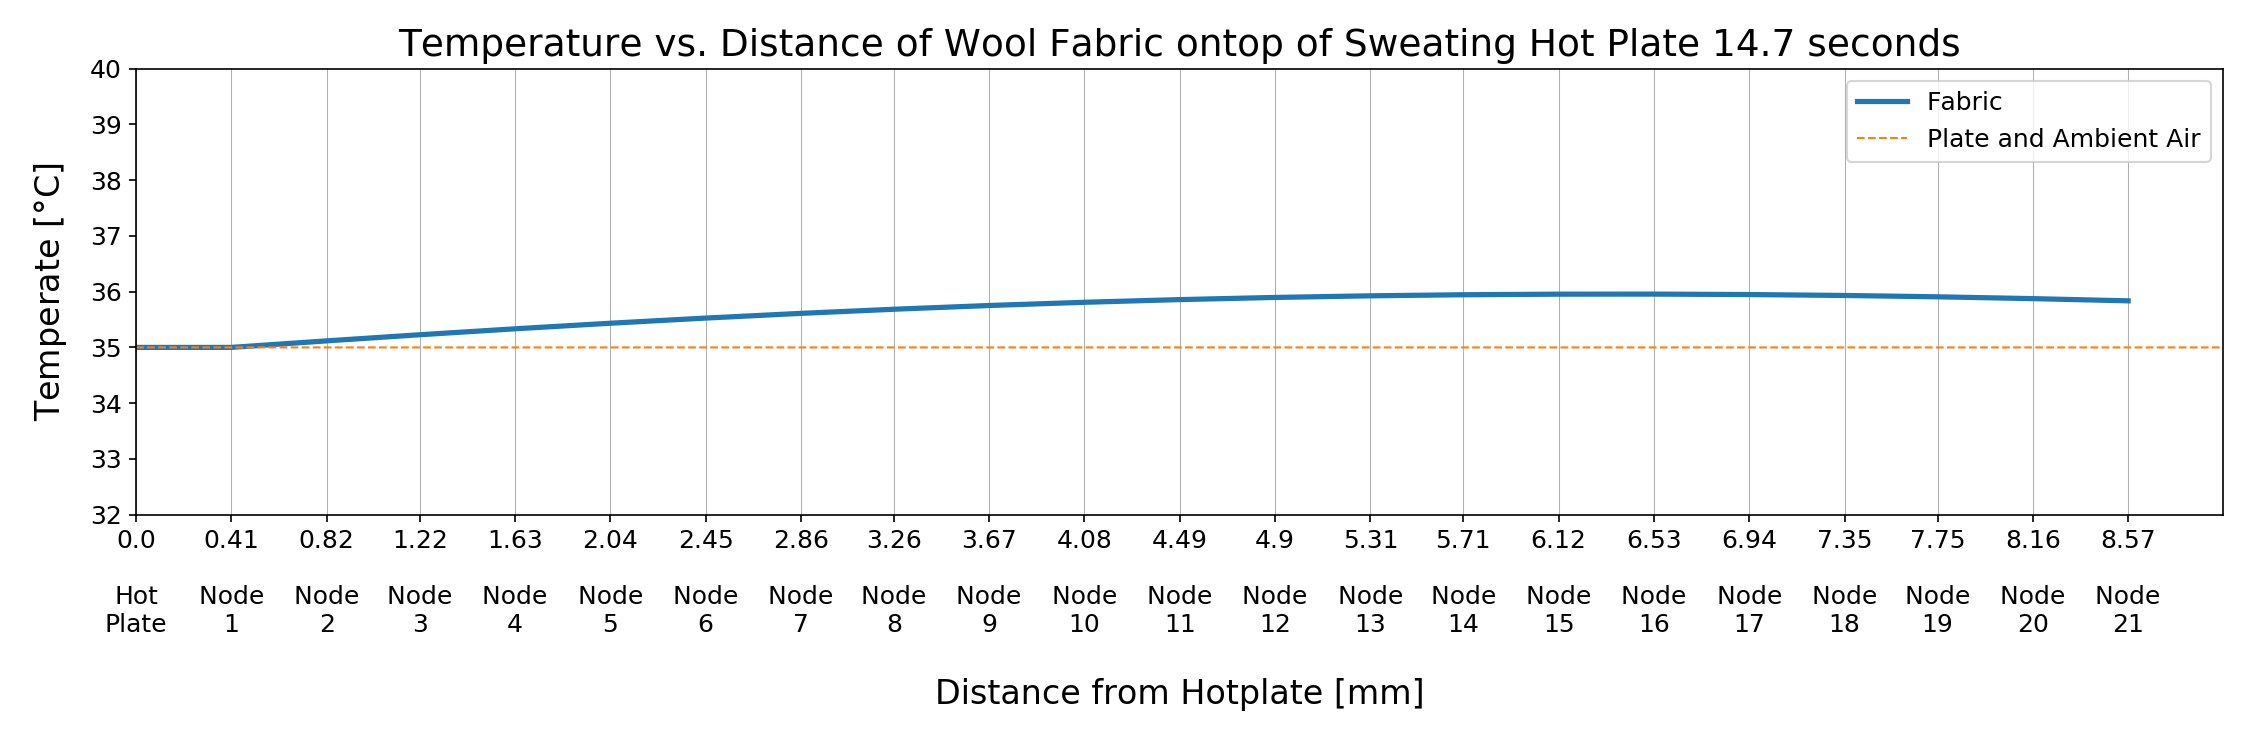 Temperature vs. Distance of Wool Fabric ontop of Sweating Hot Plate 14.7 seconds
Temperate [°C]
40
39
38
37
36
35
34
33
32
Fabric
Plate and Ambient Air
0.0 0.41 0.82 1.22 1.63 2.04 2.45 2.86 3.26 3.67 4.08 4.49 4.9 5.31 5.71 6.12 6.53 6.94 7.35 7.75 8.16 8.57
Hot Node Node Node Node Node Node Node Node Node Node Node Node Node Node Node Node Node Node Node Node Node
Plate 1 2 3 4 5 6 7 8 9 10 11 12 13 14 15 16 17 18 19 20 21
Distance from Hotplate [mm]